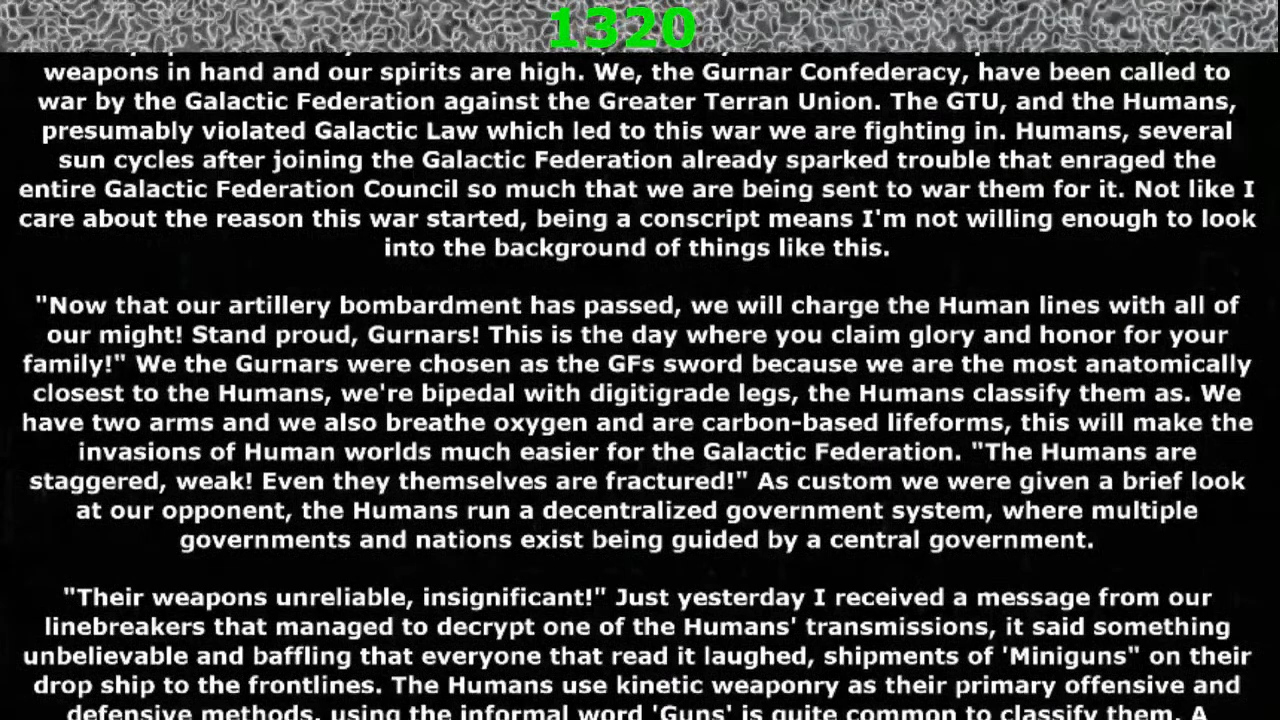 1320
weapons in hand and our spirits are high. We, the Gurnar Confederacy, have been called to
war by the Galactic Federation against the Greater Terran Union. The GTU, and the Humans,
presumably violated Galactic Law which led to this war we are fighting in. Humans, several
sun cycles after joining the Galactic Federation already sparked trouble that enraged the
entire Galactic Federation Council so much that we are being sent to war them for it. Not like I
care about the reason this war started, being a conscript means I'm not willing enough to look
into the background of things like this.
"Now that our artillery bombardment has passed, we will charge the Human lines with all of
our might! Stand proud, Gurnars! This is the day where you claim glory and honor for your
family!" We the Gurnars were chosen as the GFs sword because we are the most anatomically
closest to the Humans, we're bipedal with digitigrade legs, the Humans classify them as. We
have two arms and we also breathe oxygen and are carbon-based lifeforms, this will make the
invasions of Human worlds much easier for the Galactic Federation. "The Humans are
staggered, weak! Even they themselves are fractured!" As custom we were given a brief look
at our opponent, the Humans run a decentralized government system, where multiple
governments and nations exist being guided by a central government.
"Their weapons unreliable, insignificant!" Just yesterday I received a message from our
linebreakers that managed to decrypt one of the Humans' transmissions, it said something
unbelievable and baffling that everyone that read it laughed, shipments of 'Miniguns" on their
drop ship to the frontlines. The Humans use kinetic weaponry as their primary offensive and
defensive methods, using the informal word 'Guns' is quite common to classify them. A